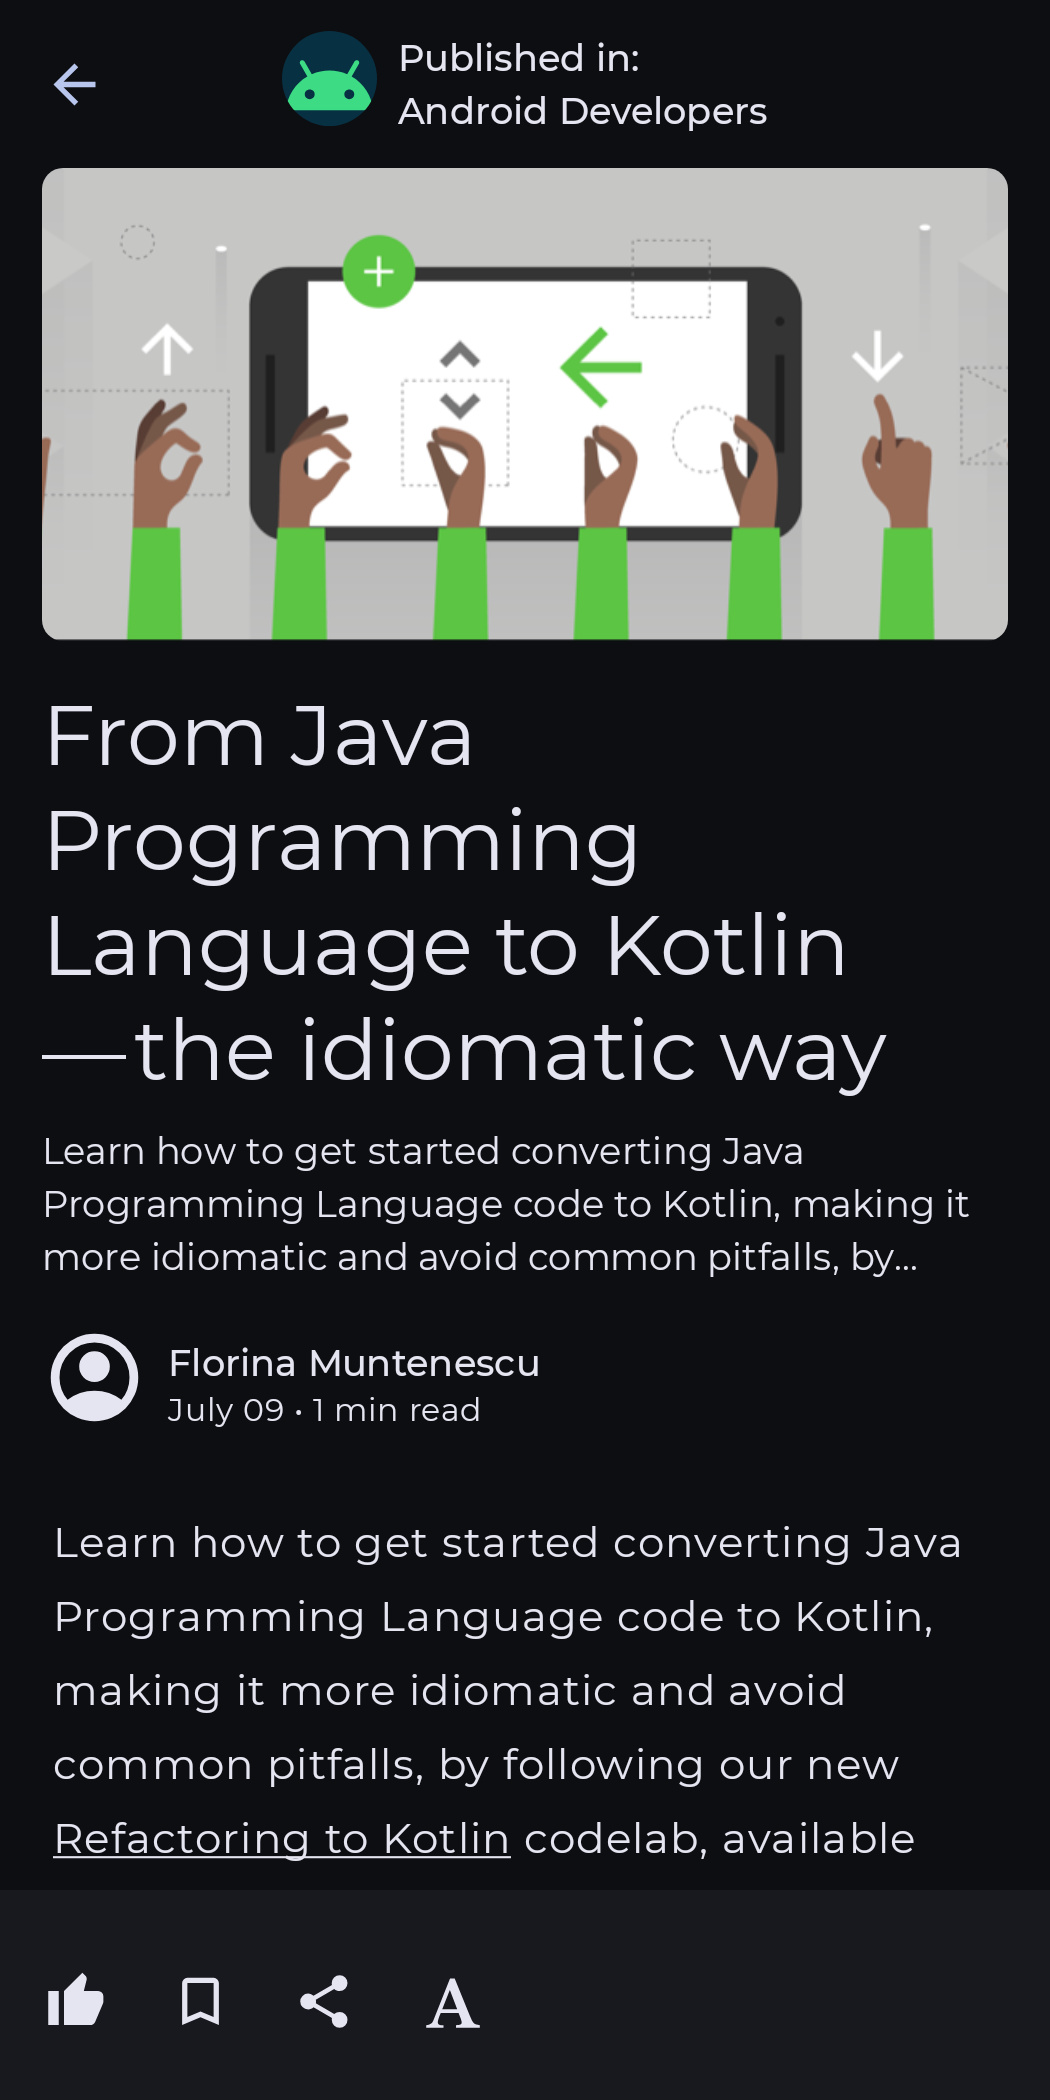 Published in:
Android Developers
From Java
Programming
Language to Kotlin
—the idiomatic way
Learn how to get started converting Java
Programming Language code to Kotlin, making it
more idiomatic and avoid common pitfalls, by…
Florina Muntenescu
July 09 • 1 min read
Learn how to get started converting Java
Programming Language code to Kotlin,
making it more idiomatic and avoid
common pitfalls, by following our new
Refactoring to Kotlin codelab, available
A